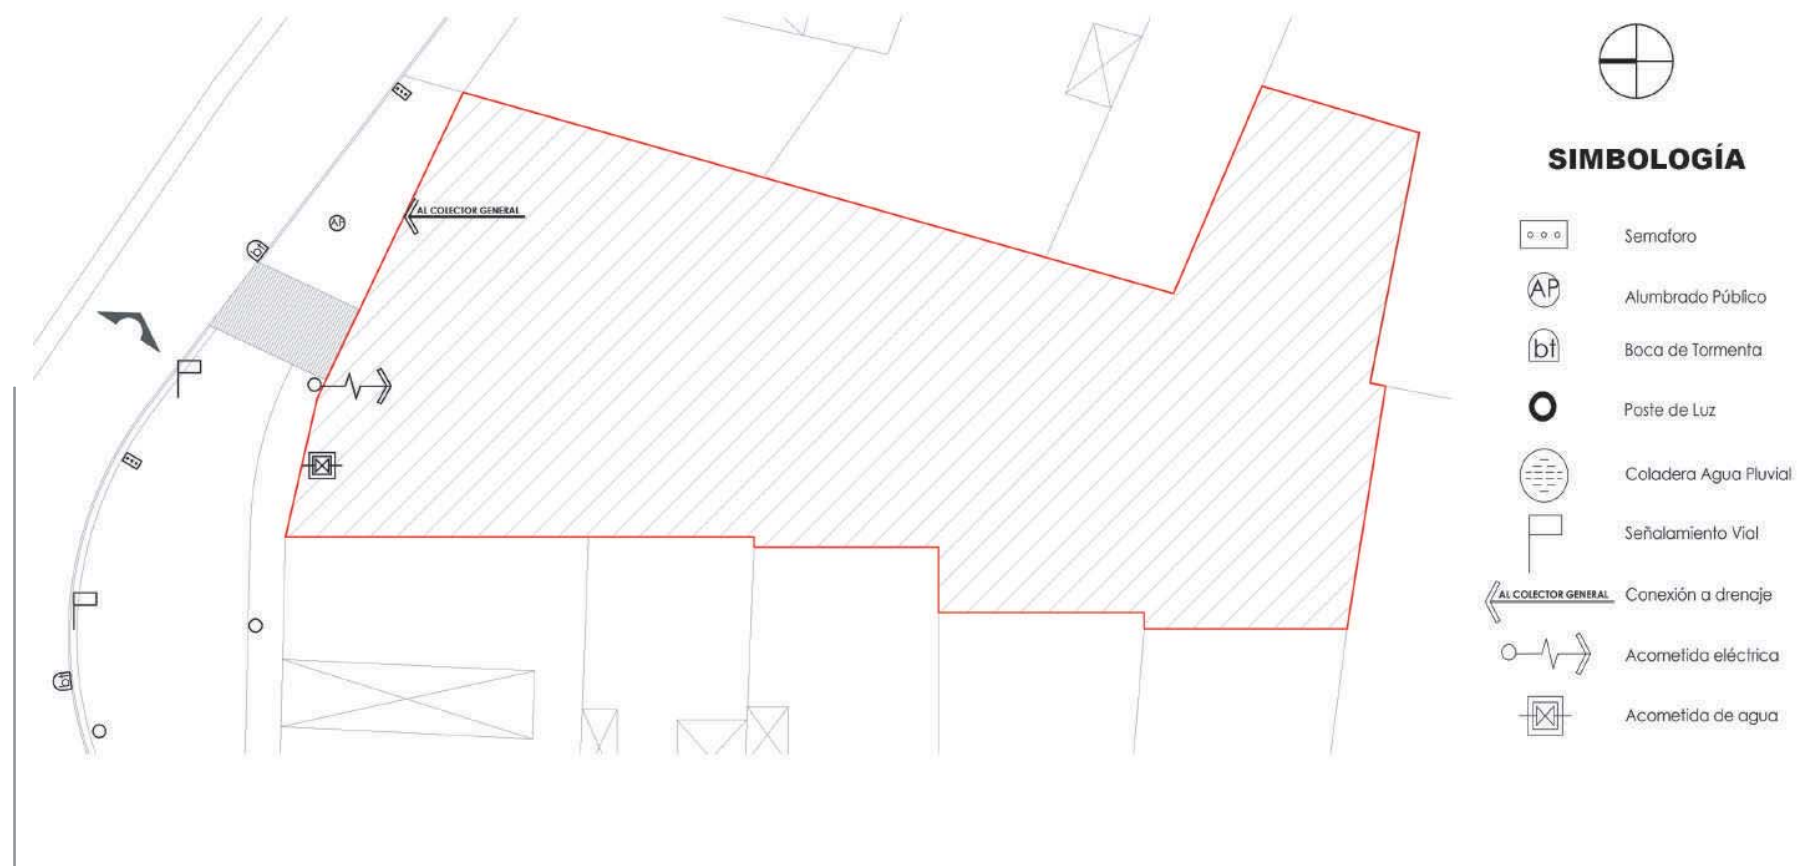 SIMBOLOGÍA
AP
AL COLECTOR GENERAL
bt
bt
Semaforo
AP
Alumbrado Público
bt
Boca de Tormenta
Poste de Luz
Coladera Agua Pluvial
Señalamiento Vial
AL COLECTOR GENERAL
Conexión a drenaje
Acometida eléctrica
Acometida de agua